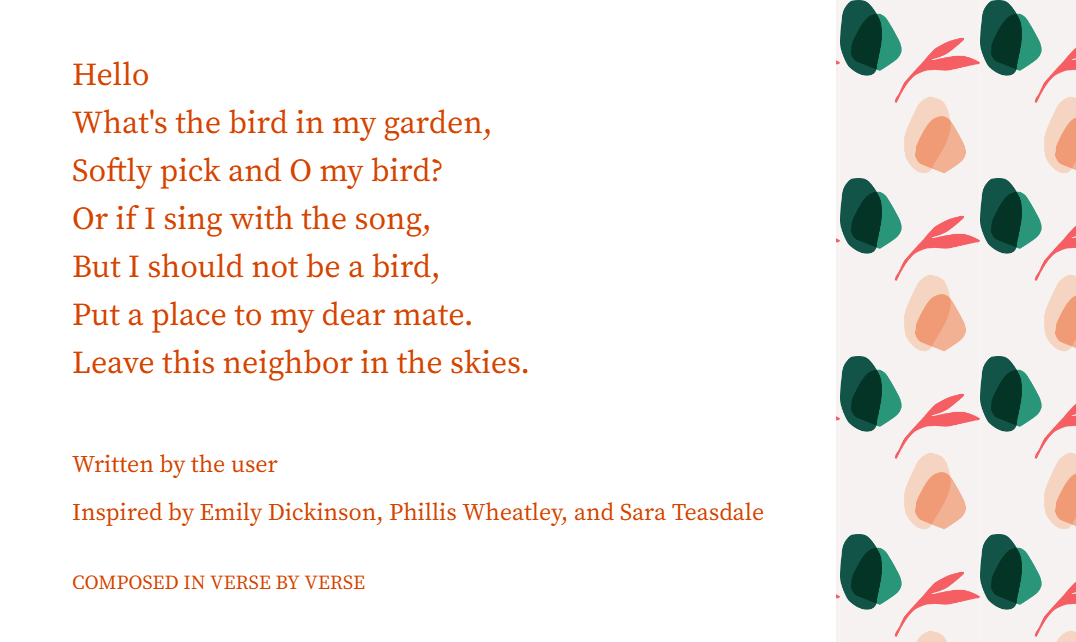 Hello
What's the bird in my garden,
Softly pick and O my bird?
Or if I sing with the song,
But I should not be a bird,
Put a place to my dear mate.
Leave this neighbor in the skies.
Written by the user
Inspired by Emily Dickinson, Phillis Wheatley, and Sara Teasdale
COMPOSED IN VERSE BY VERSE